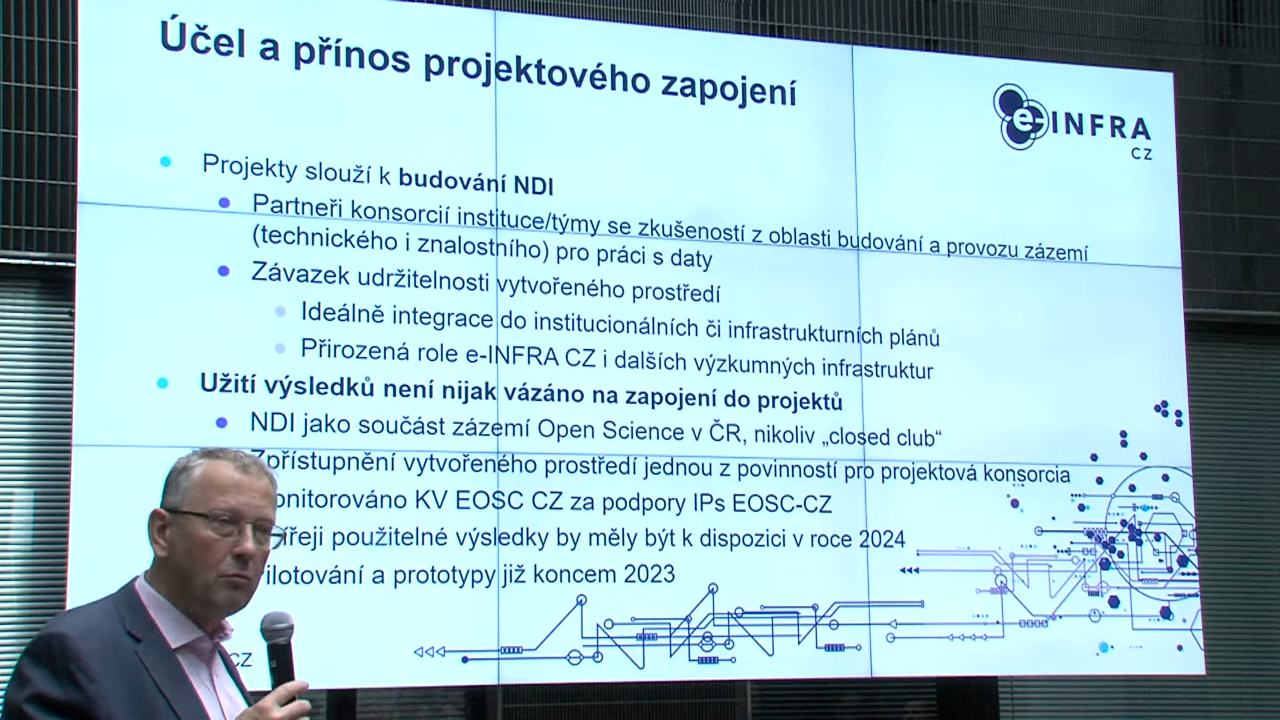 Účel a přínos projektového zapojení
e-INFRA
CZ
Projekty slouží k budování NDI
Partneři konsorcií instituce/týmy se zkušeností z oblasti budování a provozu zázemí
(technického i znalostního) pro práci s daty
Závazek udržitelnosti vytvořeného prostředí
Ideálně integrace do institucionálních či infrastrukturních plánů
Přirozená role e-INFRA CZ i dalších výzkumných infrastruktur
Užití výsledků není nijak vázáno na zapojení do projektů
NDI jako součást zázemí Open Science v ČR, nikoliv „closed club“
Zpřístupnění vytvořeného prostředí jednou z povinností pro projektová konsorcia
onitorováno KV EOSC CZ za podpory IPs EOSC-CZ
použitelné výsledky by měly být k dispozici v roce 2024
ilotování a prototypy již koncem 2023
CZ